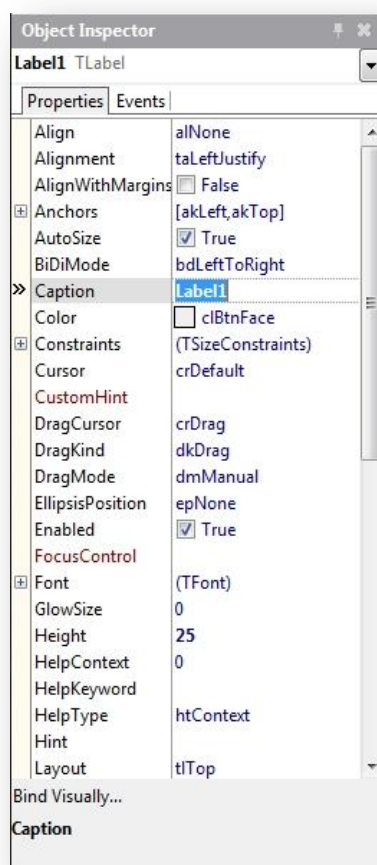 Object Inspector
Label1 TLabel
Properties Events
Align alNone
Alignment taLeftJustify
AlignWithMargins False
Anchors [akLeft,akTop]
AutoSize True
BiDiMode bdLeftToRight
Caption Label1
Color clBtnFace
Constraints (TSizeConstraints)
Cursor crDefault
CustomHint
DragCursor crDrag
DragKind dkDrag
DragMode dmManual
EllipsisPosition epNone
Enabled True
FocusControl
Font (TFont)
GlowSize 0
Height 25
HelpContext 0
HelpKeyword
HelpType htContext
Hint
Layout tlTop
Bind Visually...
Caption